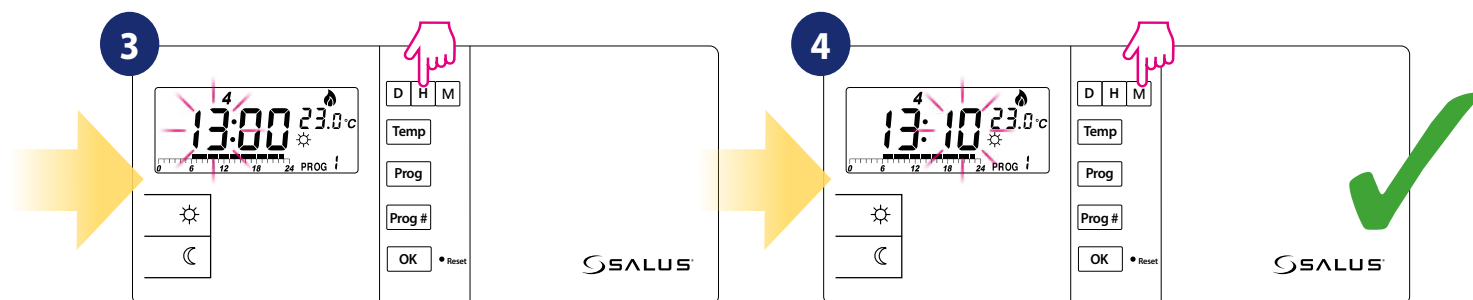 3
4
13:00 23.0°C
0 6 12 18 24 PROG 1
D H M
Temp
Prog
Prog #
OK Reset
SALUS
4
4
13:10 23.0°C
0 6 12 18 24 PROG 1
D H M
Temp
Prog
Prog #
OK Reset
SALUS